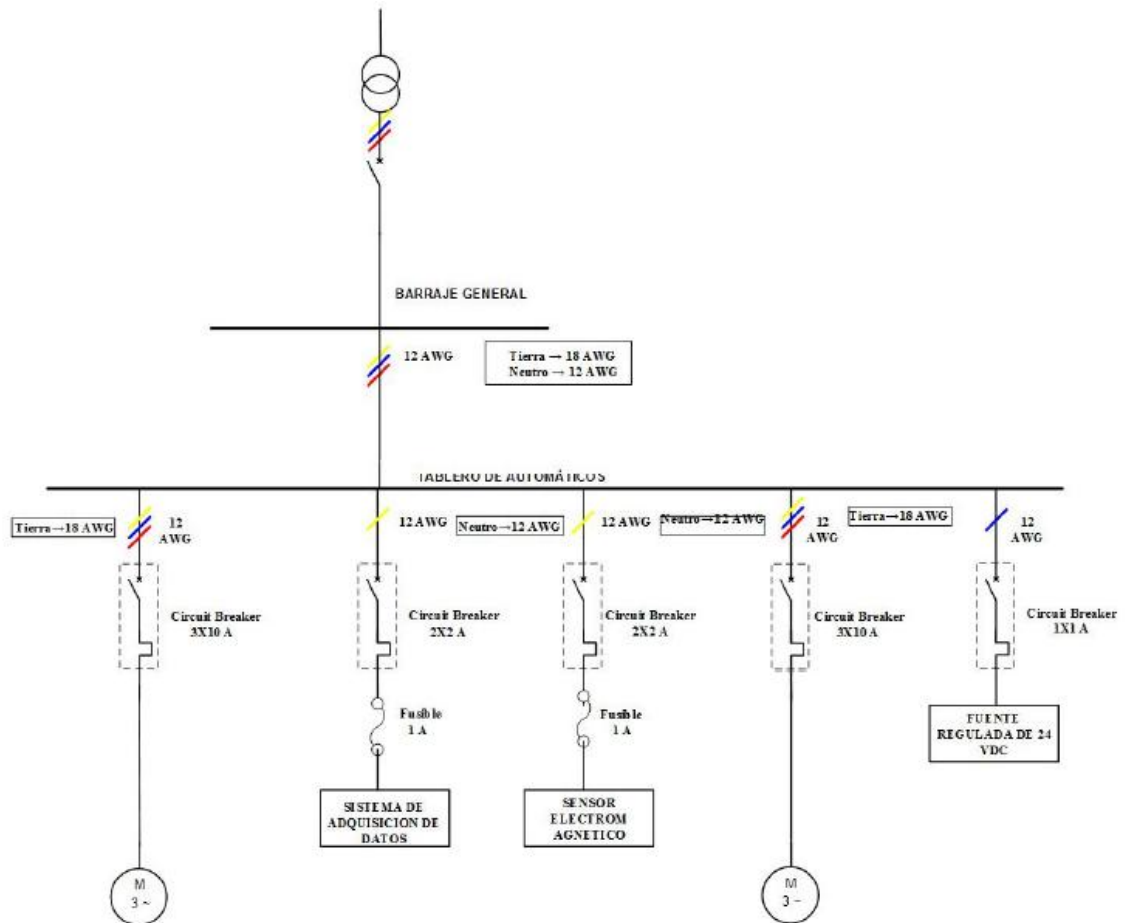 BARRAJE GENERAL
12 AWG
Tierra → 18 AWG
Neutro → 12 AWG
TABLERO DE AUTOMÁTICOS
Tierra→18 AWG
12
AWG
12 AWG
Neutro→12 AWG
12 AWG
Neutro→12 AWG
12
AWG
Tierra→18 AWG
12
AWG
Circuit Breaker
3X10 A
Circuit Breaker
2X2 A
Circuit Breaker
2X2 A
Circuit Breaker
3X10 A
Circuit Breaker
1X1 A
Fusible
1 A
Fusible
1 A
FUENTE
REGULADA DE 24
VDC
SISTEMA DE
ADQUISICION DE
DATOS
SENSOR
ELECTROM
AGNETICO
M
3 ~
M
3 ~